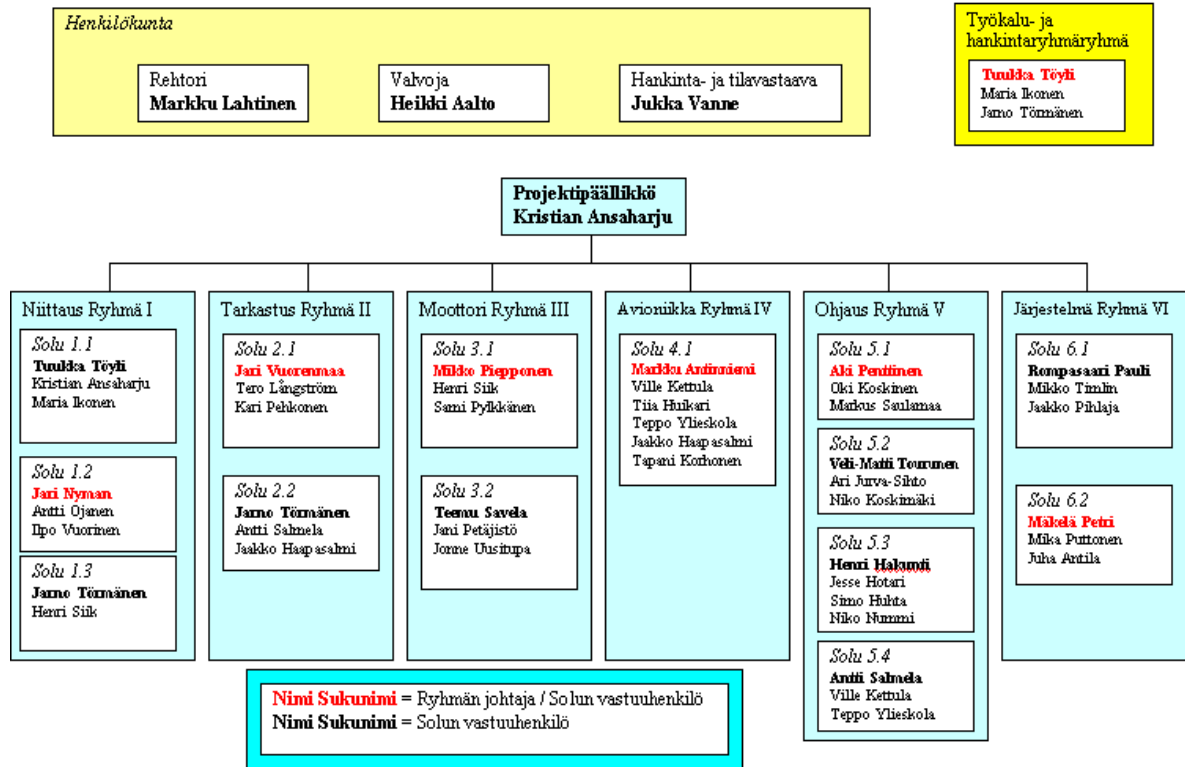 Henkilökunta
Rehtori
Markku Lahtinen
Valvoja
Heikki Aalto
Hankinta- ja tilavastaava
Jukka Vanne
Työkalu- ja
hankintaryhmäryhmä
Tuukka Töyli
Maria Ikonen
Jarno Törmänen
Projektipäällikkö
Kristian Ansaharju
Niittaus Ryhmä I
Solu 1.1
Tuukka Töyli
Kristian Ansaharju
Maria Ikonen
Solu 1.2
Jari Nyman
Antti Ojanen
Ilpo Vuorinen
Solu 1.3
Jarno Törmänen
Henri Siik
Tarkastus Ryhmä II
Solu 2.1
Jari Vuorenmaa
Tero Långström
Kari Pehkonen
Solu 2.2
Jarno Törmänen
Antti Salmela
Jaakko Haapasalmi
Moottori Ryhmä III
Solu 3.1
Mikko Piepponen
Henri Siik
Sami Pylkkänen
Solu 3.2
Teemu Savela
Jani Petäjistö
Jonne Uusitupa
Avioniikka Ryhmä IV
Solu 4.1
Markku Antinniemi
Ville Kettula
Tiia Huikari
Teppo Ylieskola
Jaakko Haapasalmi
Tapani Korhonen
Ohjaus Ryhmä V
Solu 5.1
Aki Penttinen
Oki Koskinen
Markus Saulamaa
Solu 5.2
Veli-Matti Tourunen
Ari Jurva-Sihto
Niko Koskimäki
Solu 5.3
Henri Hakunti
Jesse Hotari
Simo Huhta
Niko Nummi
Solu 5.4
Antti Salmela
Ville Kettula
Teppo Ylieskola
Järjestelmä Ryhmä VI
Solu 6.1
Rompasaari Pauli
Mikko Timlin
Jaakko Pihlaja
Solu 6.2
Mäkelä Petri
Mika Puttonen
Juha Antila
Nimi Sukunimi = Ryhmän johtaja / Solun vastuuhenkilö
Nimi Sukunimi = Solun vastuuhenkilö